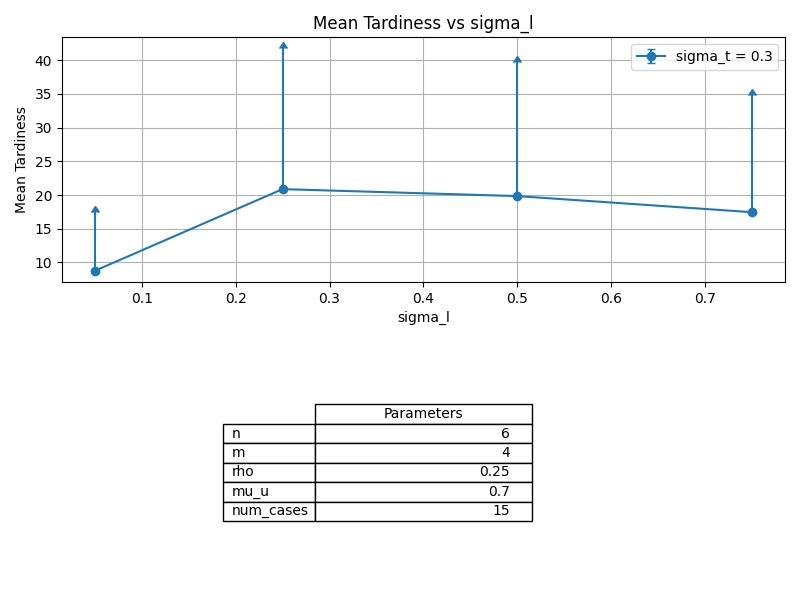 Mean Tardiness vs sigma_l
sigma_t = 0.3
Mean Tardiness
40
35
30
25
20
15
10
0.1 0.2 0.3 0.4 0.5 0.6 0.7
sigma_l
Parameters
n 6
m 4
rho 0.25
mu_u 0.7
num_cases 15